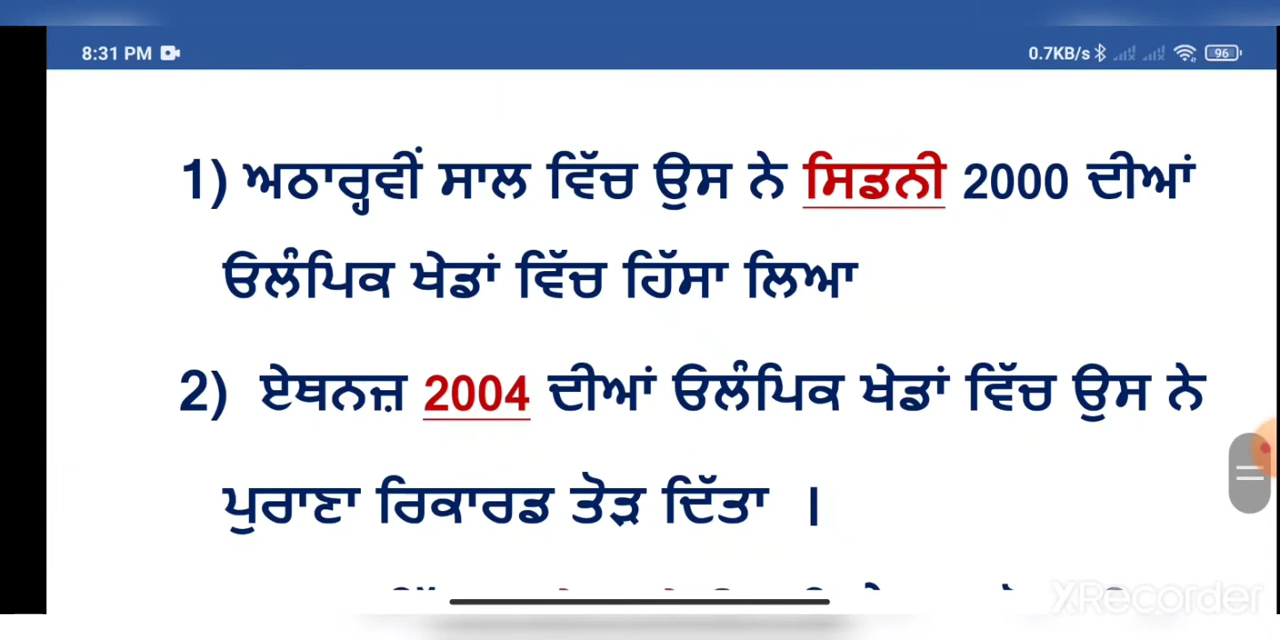 8:31 PM
0.7KB/s 96
1) ਅਠਾਰ੍ਹਵੀਂ ਸਾਲ ਵਿੱਚ ਉਸ ਨੇ ਸਿਡਨੀ 2000 ਦੀਆਂ
ਓਲੰਪਿਕ ਖੇਡਾਂ ਵਿੱਚ ਹਿੱਸਾ ਲਿਆ
2) ਏਥਨਜ਼ 2004 ਦੀਆਂ ਓਲੰਪਿਕ ਖੇਡਾਂ ਵਿੱਚ ਉਸ ਨੇ
ਪੁਰਾਣਾ ਰਿਕਾਰਡ ਤੋੜ ਦਿੱਤਾ ।
XRecorder